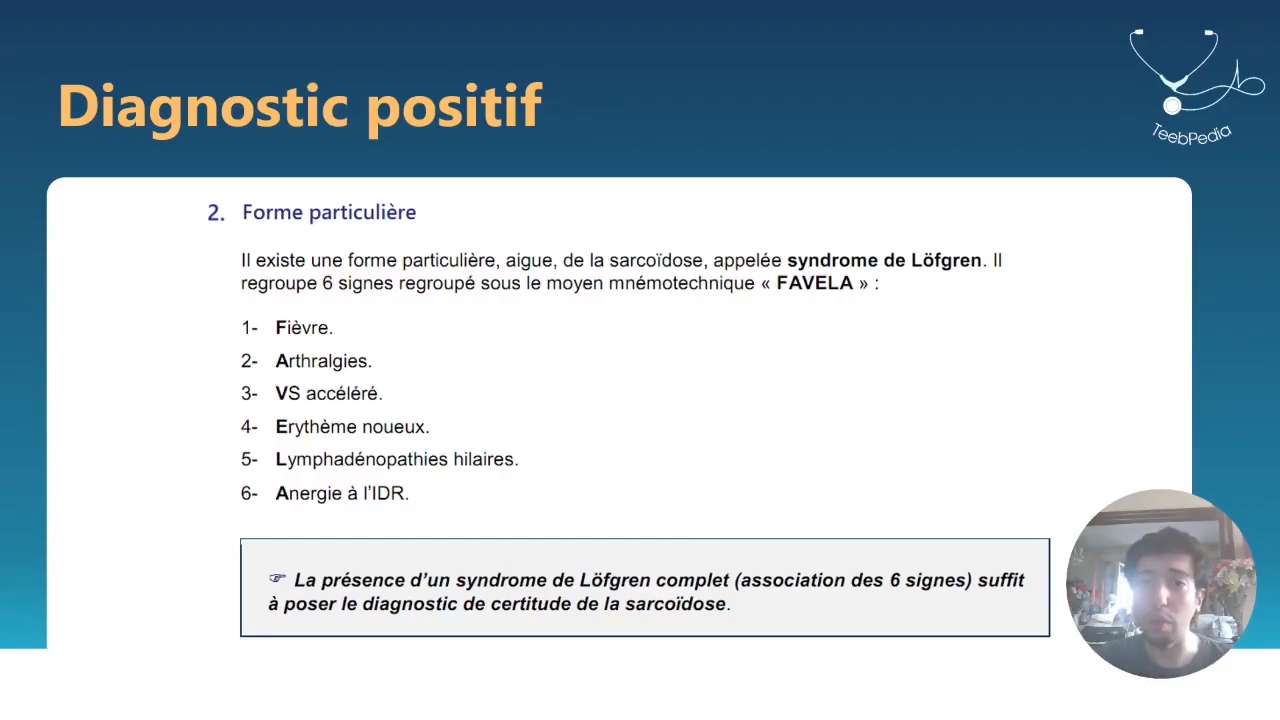 TeebPedia
Diagnostic positif
2. Forme particulière
Il existe une forme particulière, aigue, de la sarcoïdose, appelée syndrome de Löfgren. Il
regroupe 6 signes regroupé sous le moyen mnémotechnique « FAVELA » :
1- Fièvre.
2- Arthralgies.
3- VS accéléré.
4- Erythème noueux.
5- Lymphadénopathies hilaires.
6- Anergie à l'IDR.
☞ La présence d'un syndrome de Löfgren complet (association des 6 signes) suffit
à poser le diagnostic de certitude de la sarcoïdose.